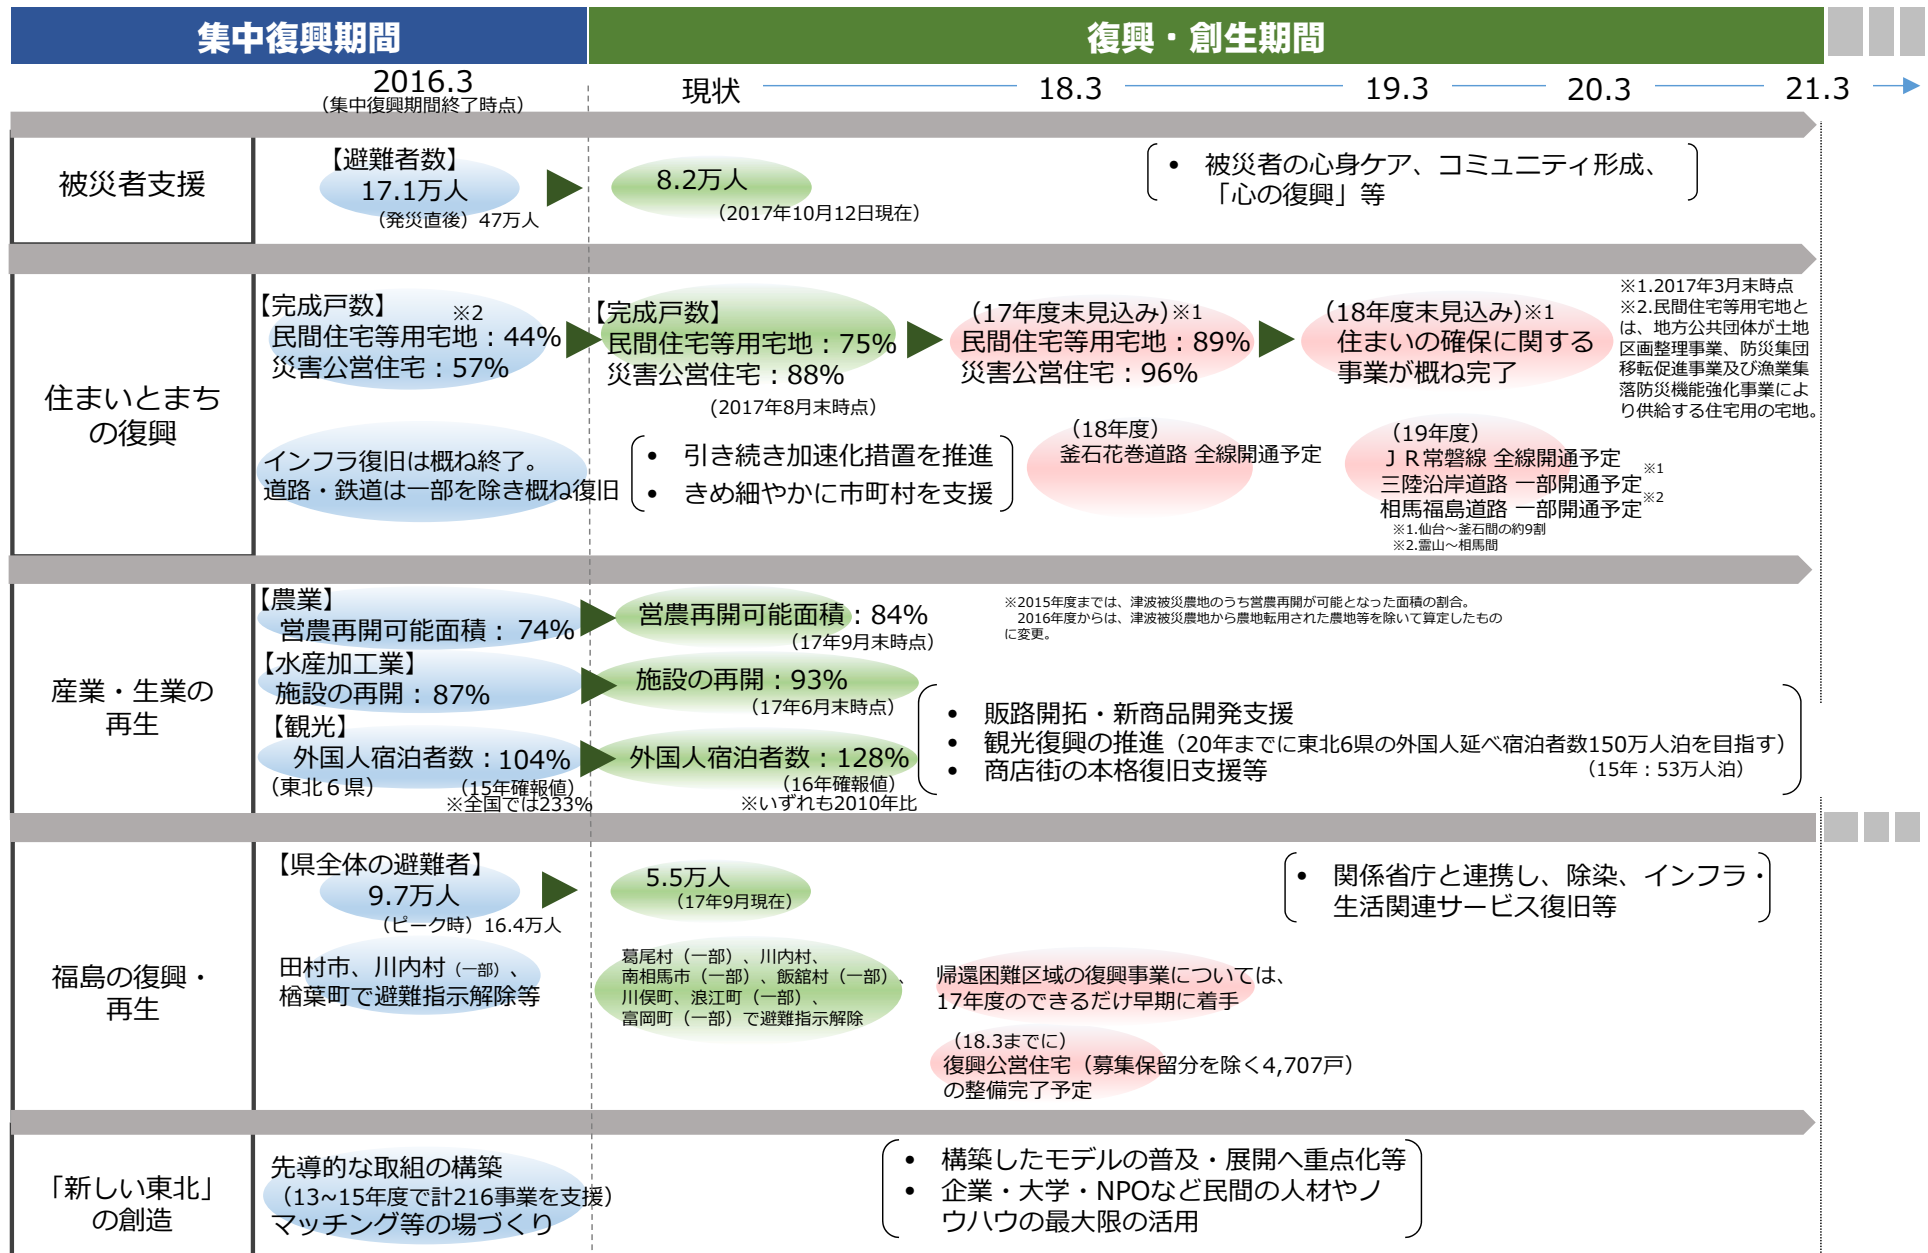 集中復興期間
復興・創生期間
2016.3
（集中復興期間終了時点）
現状
18.3
19.3
20.3
21.3
被災者支援
【避難者数】
17.1万人
（発災直後）47万人
8.2万人
（2017年10月12日現在）
• 被災者の心身ケア、コミュニティ形成、
「心の復興」等
住まいとまち
の復興
【完成戸数】 ※2
民間住宅等用宅地：44%
災害公営住宅：57%
【完成戸数】
民間住宅等用宅地：75%
災害公営住宅：88%
（2017年8月末時点）
（17年度末見込み）※1
民間住宅等用宅地：89%
災害公営住宅：96%
（18年度末見込み）※1
住まいの確保に関する
事業が概ね完了
※1.2017年3月末時点
※2.民間住宅等用宅地と
は、地方公共団体が土地
区画整理事業、防災集団
移転促進事業及び漁業集
落防災機能強化事業によ
り供給する住宅用の宅地。
インフラ復旧は概ね終了。
道路・鉄道は一部を除き概ね復旧
• 引き続き加速化措置を推進
• きめ細やかに市町村を支援
（18年度）
釜石花巻道路 全線開通予定
（19年度）
ＪＲ常磐線 全線開通予定
三陸沿岸道路 一部開通予定※1
相馬福島道路 一部開通予定※2
※1.仙台～釜石間の約9割
※2.霊山～相馬間
産業・生業の
再生
【農業】
営農再開可能面積：74%
営農再開可能面積：84%
（17年9月末時点）
※2015年度までは、津波被災農地のうち営農再開が可能となった面積の割合。
2016年度からは、津波被災農地から農地転用された農地等を除いて算定したもの
に変更。
【水産加工業】
施設の再開：87%
施設の再開：93%
（17年6月末時点）
【観光】
外国人宿泊者数：104%
（東北６県） （15年確報値）
※全国では233%
外国人宿泊者数：128%
（16年確報値）
※いずれも2010年比
• 販路開拓・新商品開発支援
• 観光復興の推進（20年までに東北6県の外国人延べ宿泊者数150万人泊を目指す）
• 商店街の本格復旧支援等 （15年：53万人泊）
福島の復興・
再生
【県全体の避難者】
9.7万人
（ピーク時）16.4万人
5.5万人
（17年9月現在）
• 関係省庁と連携し、除染、インフラ・
生活関連サービス復旧等
田村市、川内村（一部）、
楢葉町で避難指示解除等
葛尾村（一部）、川内村、
南相馬市（一部）、飯舘村（一部）、
川俣町、浪江町（一部）、
富岡町（一部）で避難指示解除
帰還困難区域の復興事業については、
17年度のできるだけ早期に着手
（18.3までに）
復興公営住宅（募集保留分を除く4,707戸）
の整備完了予定
「新しい東北」
の創造
先導的な取組の構築
（13~15年度で計216事業を支援）
マッチング等の場づくり
• 構築したモデルの普及・展開へ重点化等
• 企業・大学・NPOなど民間の人材やノ
ウハウの最大限の活用